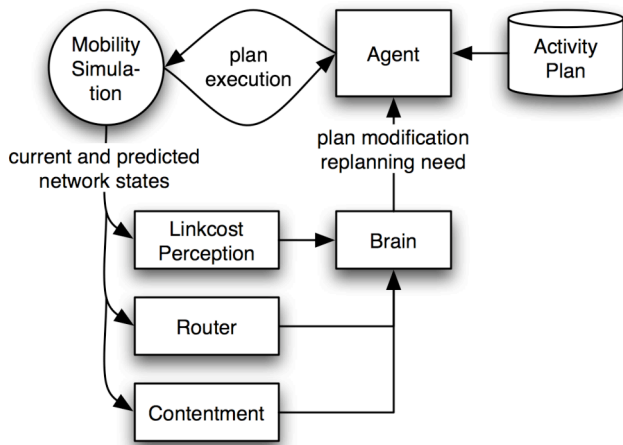 Mobility
Simula-
tion
plan
execution
Agent
Activity
Plan
current and predicted
network states
plan modification
replanning need
Linkcost
Perception
Brain
Router
Contentment